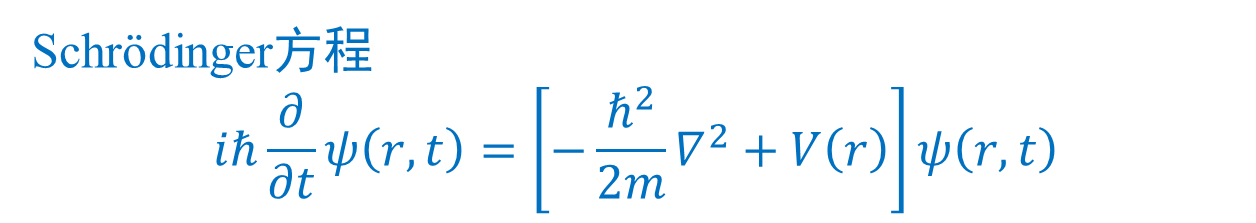 Schrödinger方程
iℏ ∂/∂t ψ(r,t) = [−ℏ²/2m ∇² + V(r)] ψ(r,t)